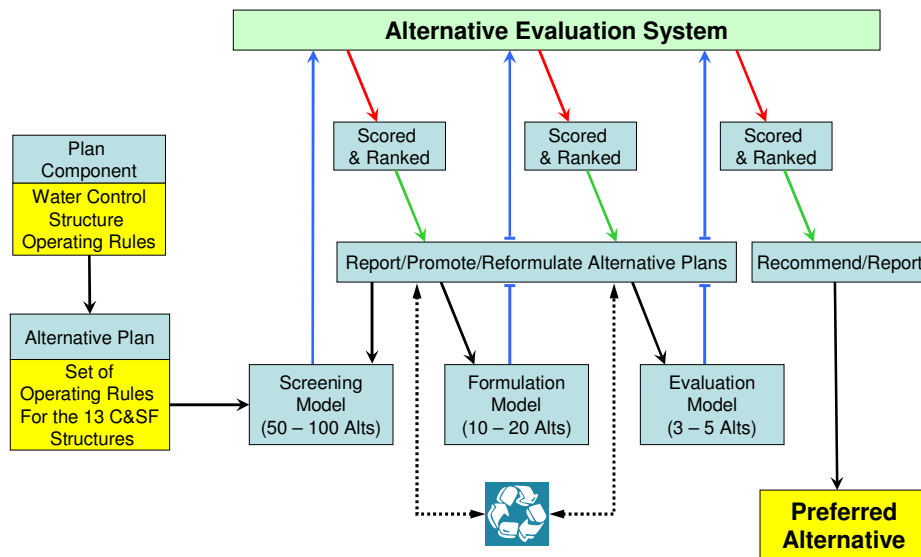 Alternative Evaluation System
Scored
& Ranked
Scored
& Ranked
Scored
& Ranked
Plan
Component
Water Control
Structure
Operating Rules
Report/Promote/Reformulate Alternative Plans
Recommend/Report
Alternative Plan
Set of
Operating Rules
For the 13 C&SF
Structures
Screening
Model
(50 – 100 Alts)
Formulation
Model
(10 – 20 Alts)
Evaluation
Model
(3 – 5 Alts)
Preferred
Alternative